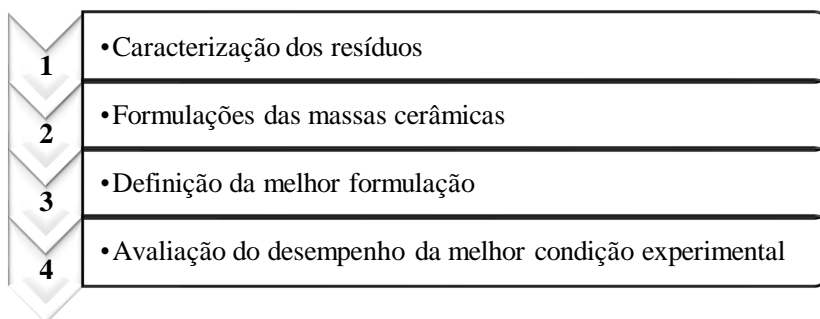 1 •Caracterização dos resíduos
2 •Formulações das massas cerâmicas
3 •Definição da melhor formulação
4 •Avaliação do desempenho da melhor condição experimental